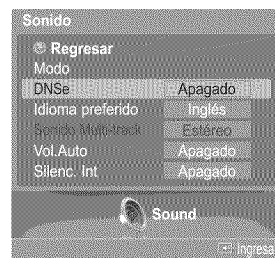 Sonido
Regresar
Modo
DNSe Apagado
Idioma preferido Inglés
Sonido Multi-track Estéreo
Vol.Auto Apagado
Silenc. Int Apagado
Sound
Ingresa